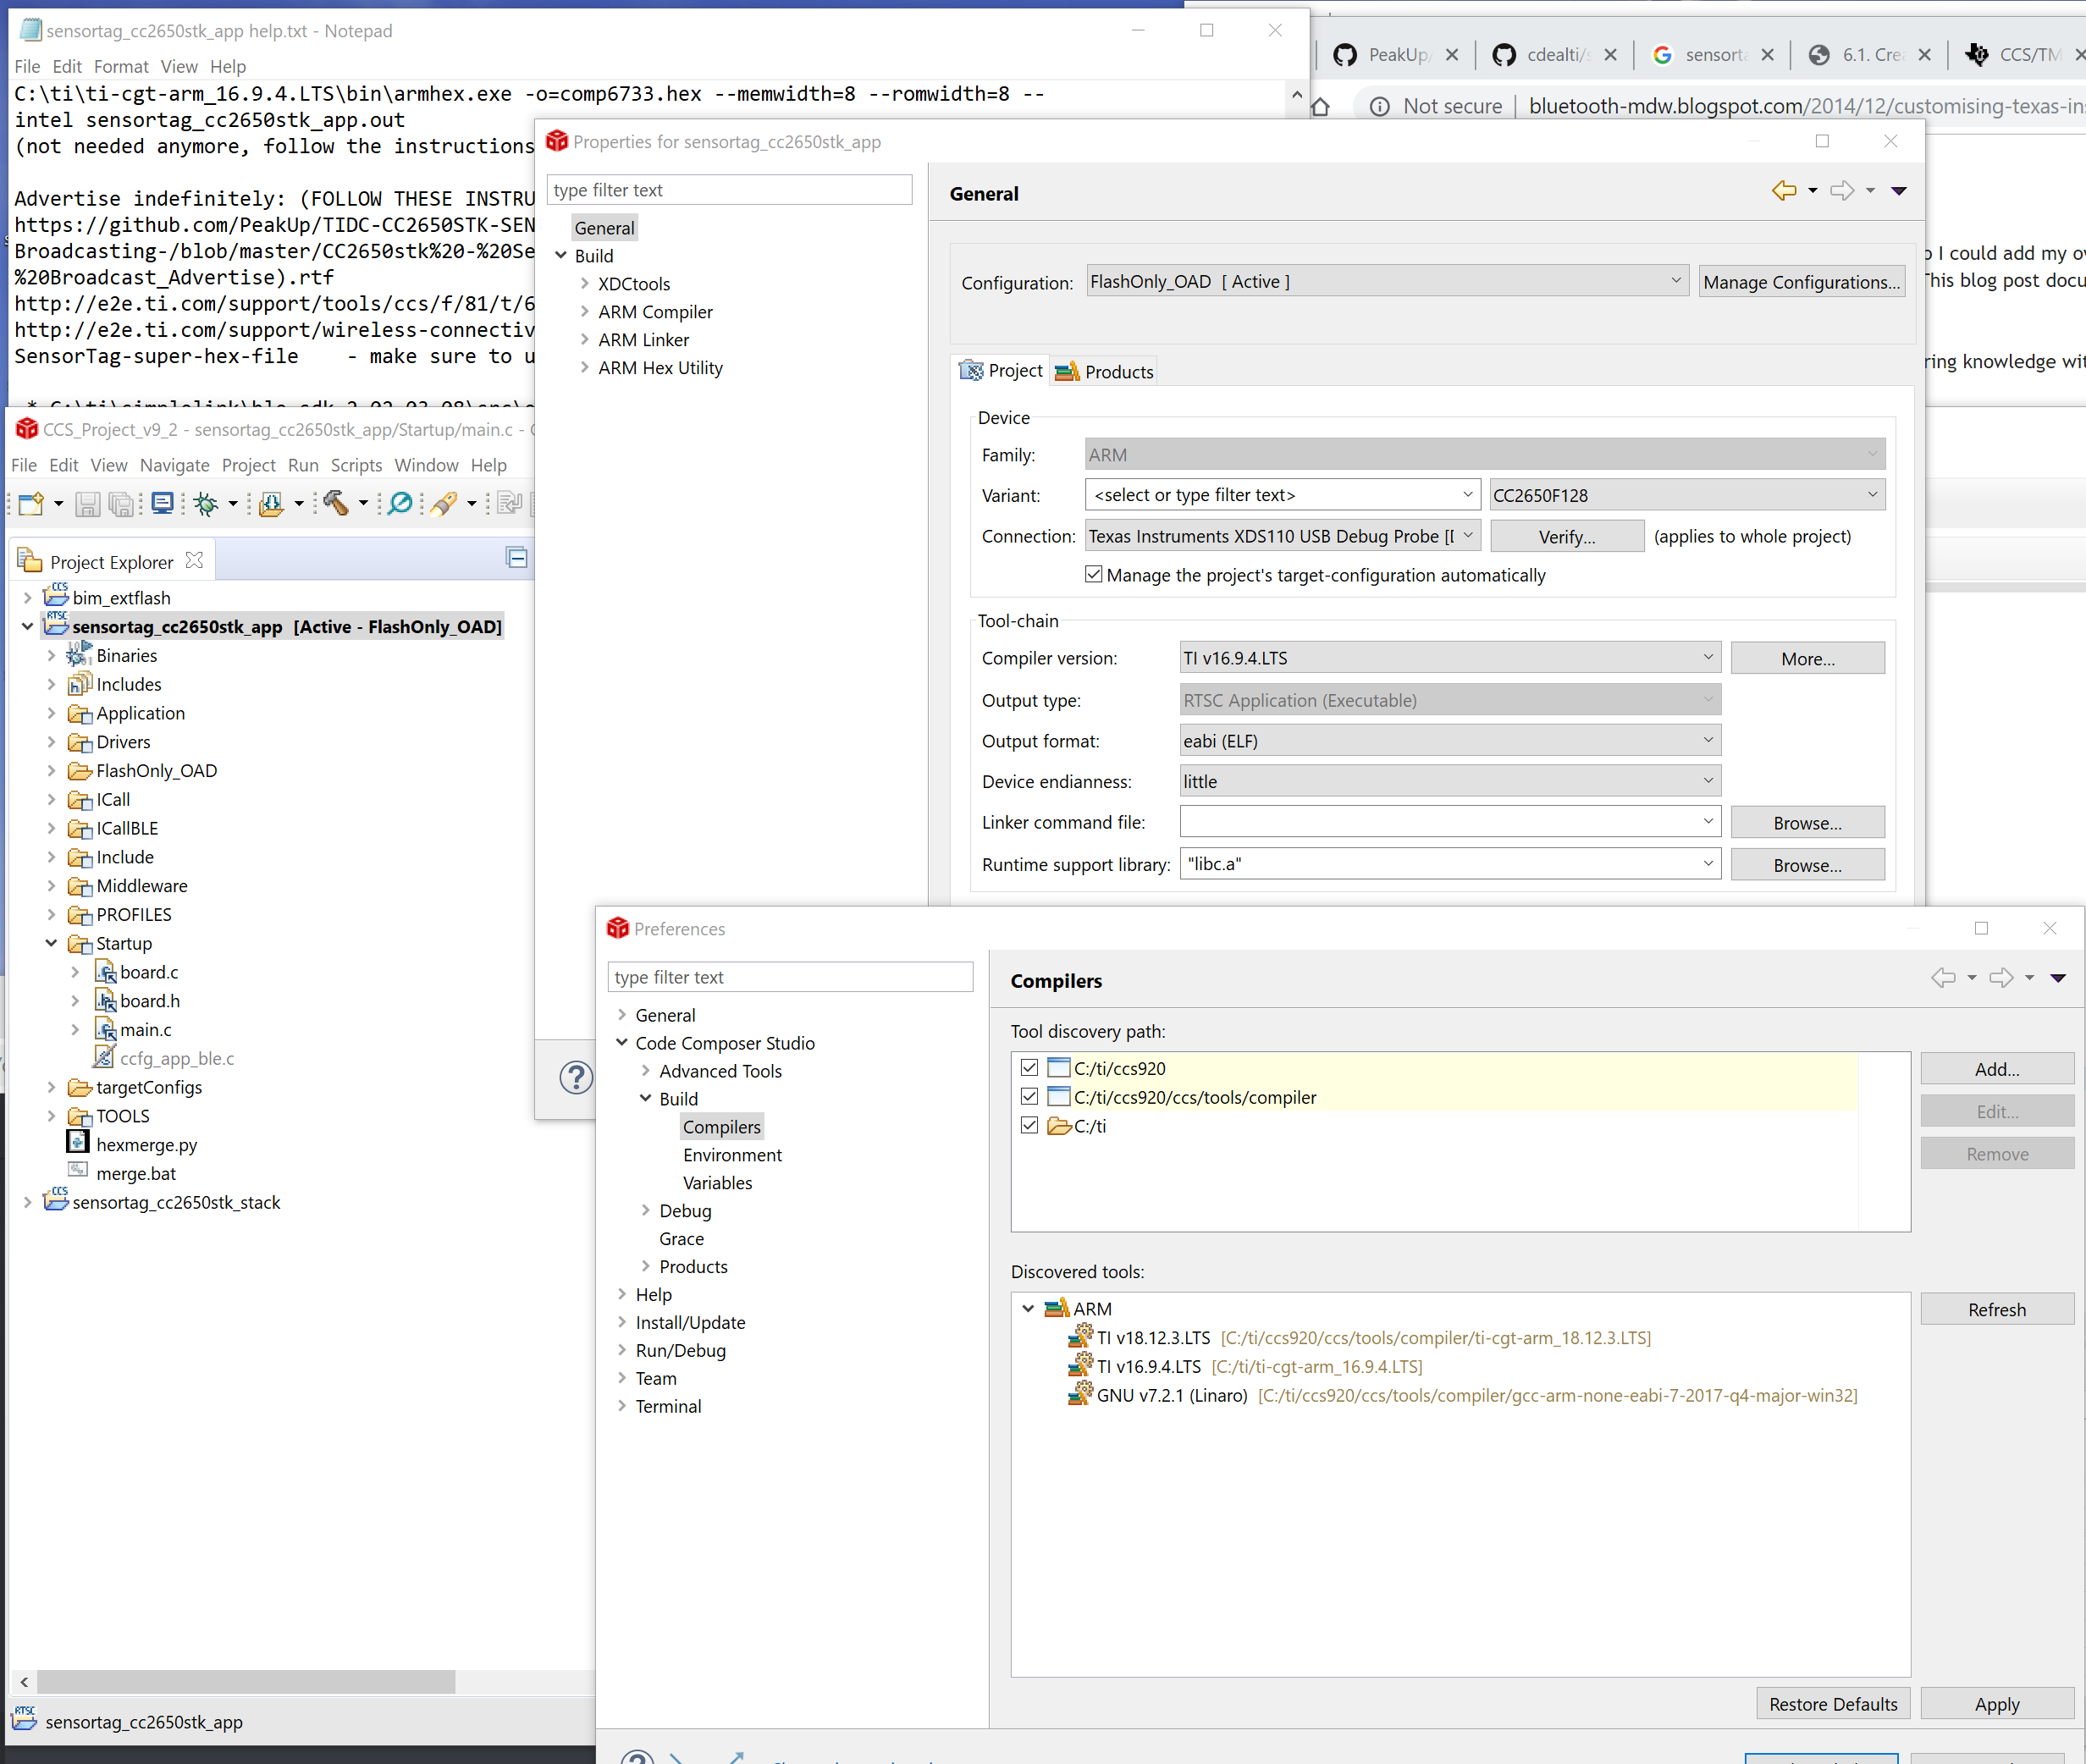 sensortag_cc2650stk_app help.txt - Notepad
File Edit Format View Help
C:\ti\ti-cgt-arm_16.9.4.LTS\bin\armhex.exe -o=comp6733.hex --memwidth=8 --romwidth=8 --
intel sensortag_cc2650stk_app.out
(not needed anymore, follow the instructions
Advertise indefinitely: (FOLLOW THESE INSTRU
https://github.com/PeakUp/TIDC-CC2650STK-SEN
Broadcasting-/blob/master/CC2650stk%20-%20Se
%20Broadcast_Advertise).rtf
http://e2e.ti.com/support/tools/ccs/f/81/t/6
http://e2e.ti.com/support/wireless-connectiv
SensorTag-super-hex-file - make sure to u
PeakUp/
cdealti/s
sensorta
6.1. Crea
CCS/TM
Not secure bluetooth-mdw.blogspot.com/2014/12/customising-texas-ins
o I could add my ov
This blog post docu
ring knowledge wit
Properties for sensortag_cc2650stk_app
type filter text
General
Build
XDCtools
ARM Compiler
ARM Linker
ARM Hex Utility
General
Configuration: FlashOnly_OAD [ Active ] Manage Configurations...
Project Products
Device
Family: ARM
Variant: <select or type filter text> CC2650F128
Connection: Texas Instruments XDS110 USB Debug Probe [[ Verify... (applies to whole project)
Manage the project's target-configuration automatically
Tool-chain
Compiler version: TI v16.9.4.LTS More...
Output type: RTSC Application (Executable)
Output format: eabi (ELF)
Device endianness: little
Linker command file: Browse...
Runtime support library: "libc.a" Browse...
CCS_Project_v9_2 - sensortag_cc2650stk_app/Startup/main.c -
File Edit View Navigate Project Run Scripts Window Help
Project Explorer
bim_extflash
sensortag_cc2650stk_app [Active - FlashOnly_OAD]
Binaries
Includes
Application
Drivers
FlashOnly_OAD
ICall
ICallBLE
Include
Middleware
PROFILES
Startup
board.c
board.h
main.c
ccfg_app_ble.c
targetConfigs
TOOLS
hexmerge.py
merge.bat
sensortag_cc2650stk_stack
sensortag_cc2650stk_app
Preferences
type filter text
General
Code Composer Studio
Advanced Tools
Build
Compilers
Environment
Variables
Debug
Grace
Products
Help
Install/Update
Run/Debug
Team
Terminal
Compilers
Tool discovery path:
C:/ti/ccs920
C:/ti/ccs920/ccs/tools/compiler
C:/ti
Add...
Edit...
Remove
Discovered tools:
ARM
TI v18.12.3.LTS [C:/ti/ccs920/ccs/tools/compiler/ti-cgt-arm_18.12.3.LTS]
TI v16.9.4.LTS [C:/ti/ti-cgt-arm_16.9.4.LTS]
GNU v7.2.1 (Linaro) [C:/ti/ccs920/ccs/tools/compiler/gcc-arm-none-eabi-7-2017-q4-major-win32]
Refresh
Restore Defaults Apply